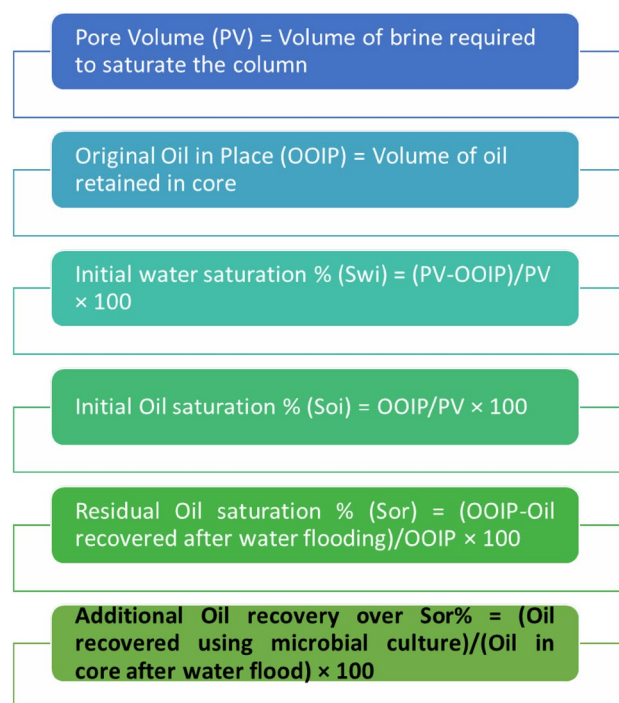 Pore Volume (PV) = Volume of brine required
to saturate the column
Original Oil in Place (OOIP) = Volume of oil
retained in core
Initial water saturation % (Swi) = (PV-OOIP)/PV
× 100
Initial Oil saturation % (Soi) = OOIP/PV × 100
Residual Oil saturation % (Sor) = (OOIP-Oil
recovered after water flooding)/OOIP × 100
Additional Oil recovery over Sor% = (Oil
recovered using microbial culture)/(Oil in
core after water flood) × 100